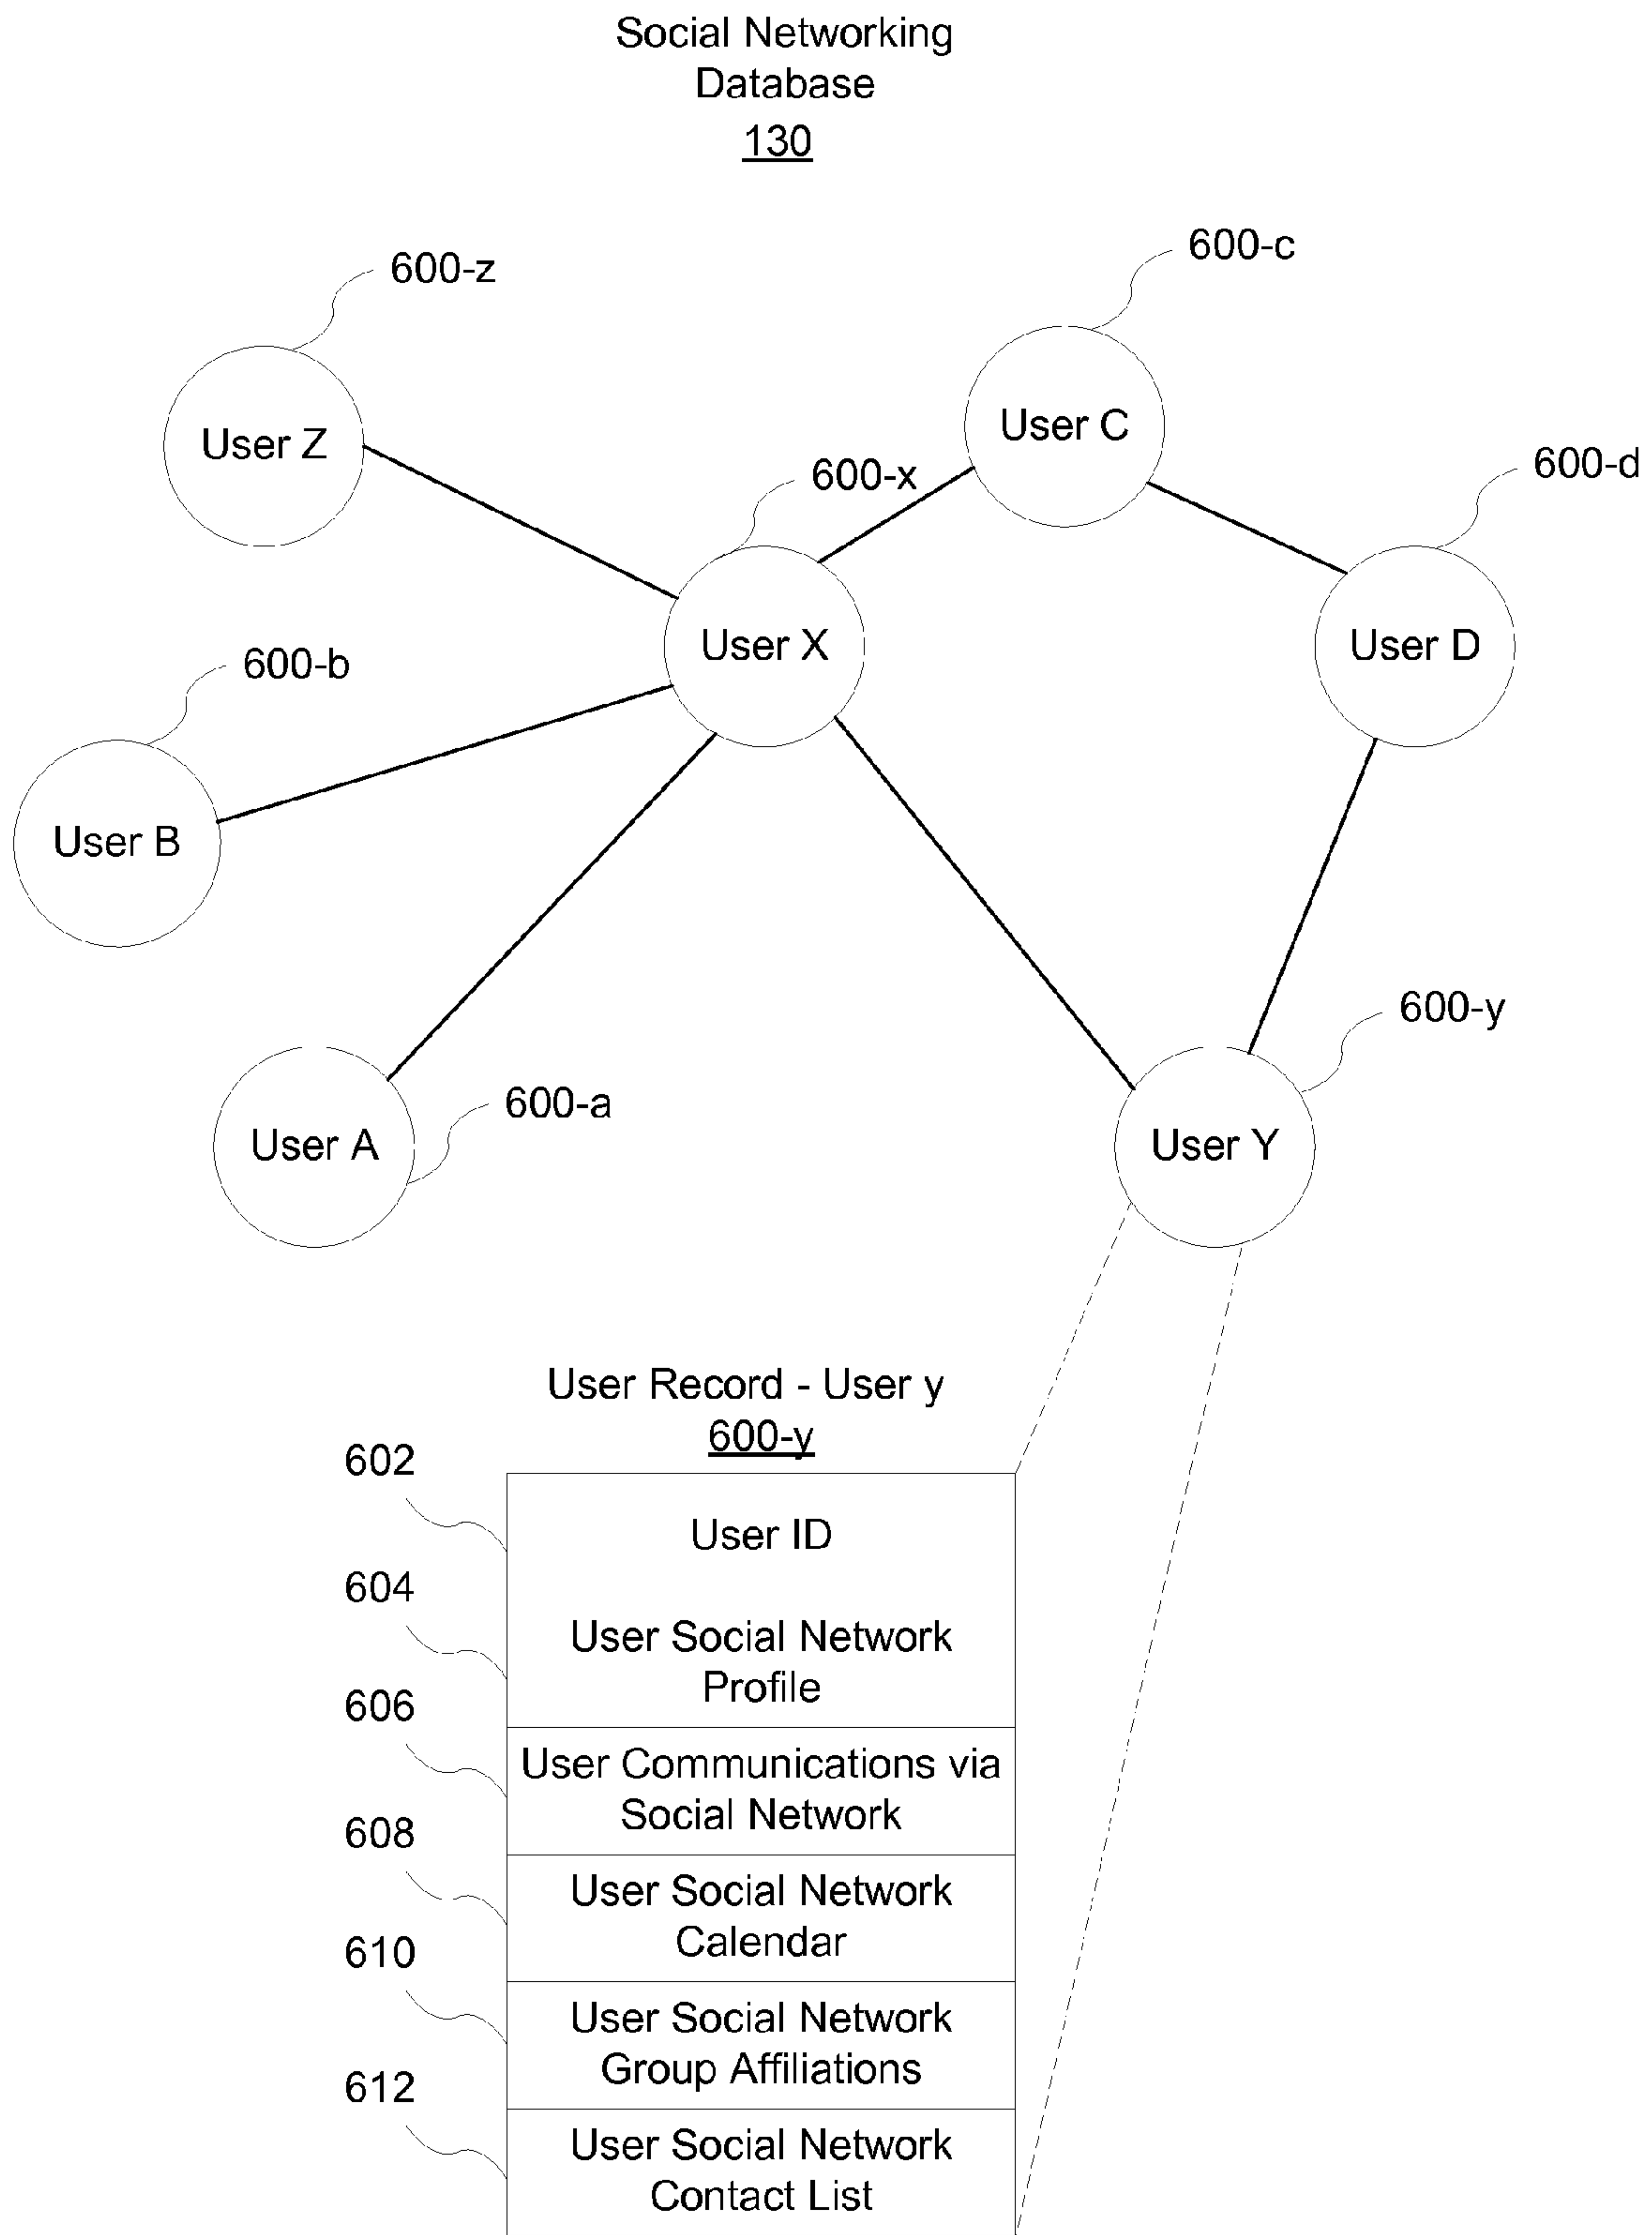 Social Networking
Database
130
600-c
600-z
User C
User Z
600-d
600-x
User X
User D
600-b
User B
600-y
600-a
User A
User Y
User Record - User y
600-y
602
User ID
604
User Social Network
Profile
606
User Communications via
Social Network
608
User Social Network
Calendar
610
User Social Network
Group Affiliations
612
User Social Network
Contact List